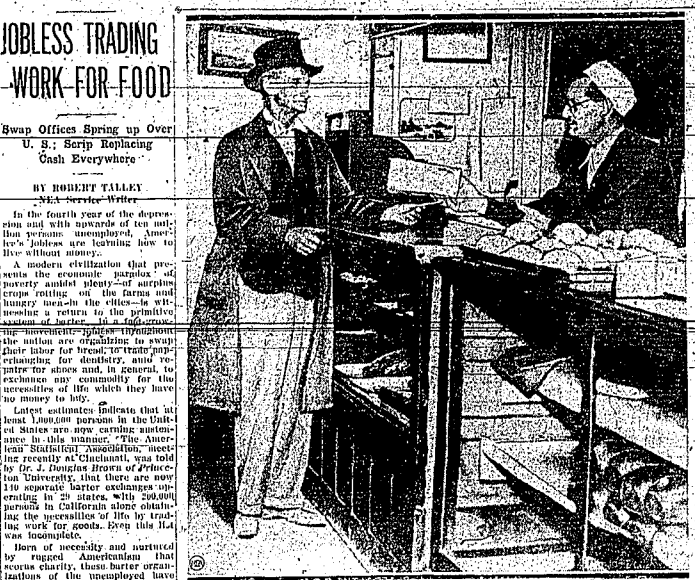 JOBLESS TRADING
WORK FOR FOOD
Swap Offices Spring up Over
U. S.; Scrip Replacing
Cash Everywhere
BY ROBERT TALLEY
NEA Service Writer
In the fourth year of the depres-
sion and with upwards of ten mil-
lion persons unemployed, Amer-
ica's jobless are learning how to
live without money.
A modern civilization that pre-
sents the economic paradox of
poverty amidst plenty—of surplus
crops rotting on the farms and
hungry men in the cities—is wit-
nessing a return to the primitive
system of barter. In a fast-grow-
ing movement, jobless throughout
the nation are organizing to swap
their labor for bread, to trade pap-
erhanging for dentistry, auto re-
pairs for shoes and, in general, to
exchange any commodity for the
necessities of life which they have
no money to buy.
Latest estimates indicate that at
least 1,000,000 persons in the Unit-
ed States are now earning susten-
ance in this manner. The Amer-
ican Statistical Association, meet-
ing recently at Cincinnati, was told
by Dr. J. Douglas Brown of Prince-
ton University, that there are now
140 separate barter exchanges op-
erating in 29 states, with 200,000
persons in California alone obtain-
ing the necessities of life by trad-
ing work for goods. Even this list
was incomplete.
Born of necessity and nurtured
by rugged Americanism that
scorns charity, these barter organ-
izations of the unemployed have